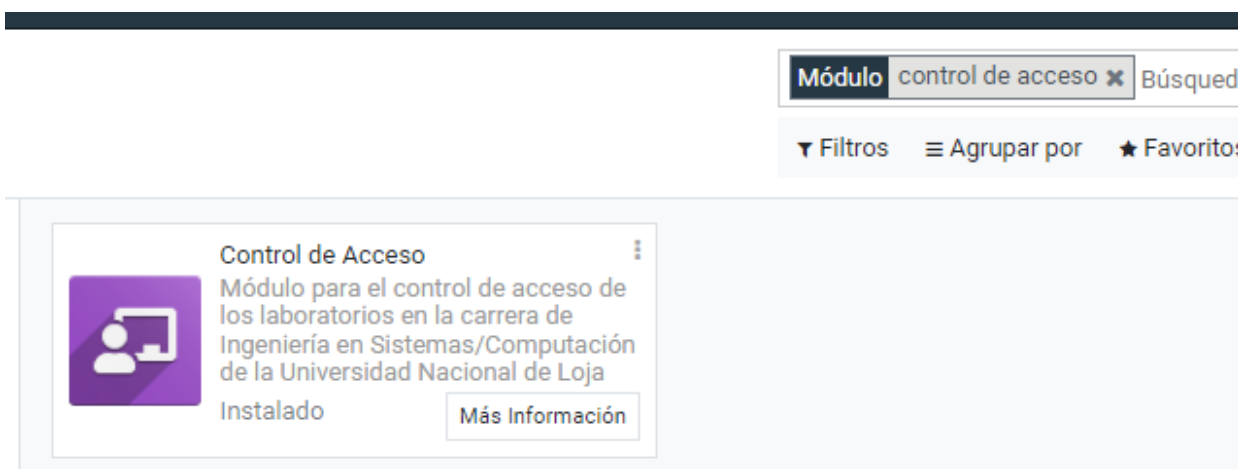 Módulo control de acceso ✖ Búsqued
Filtros Agrupar por Favoritos
Control de Acceso
Módulo para el control de acceso de
los laboratorios en la carrera de
Ingeniería en Sistemas/Computación
de la Universidad Nacional de Loja
Instalado Más Información